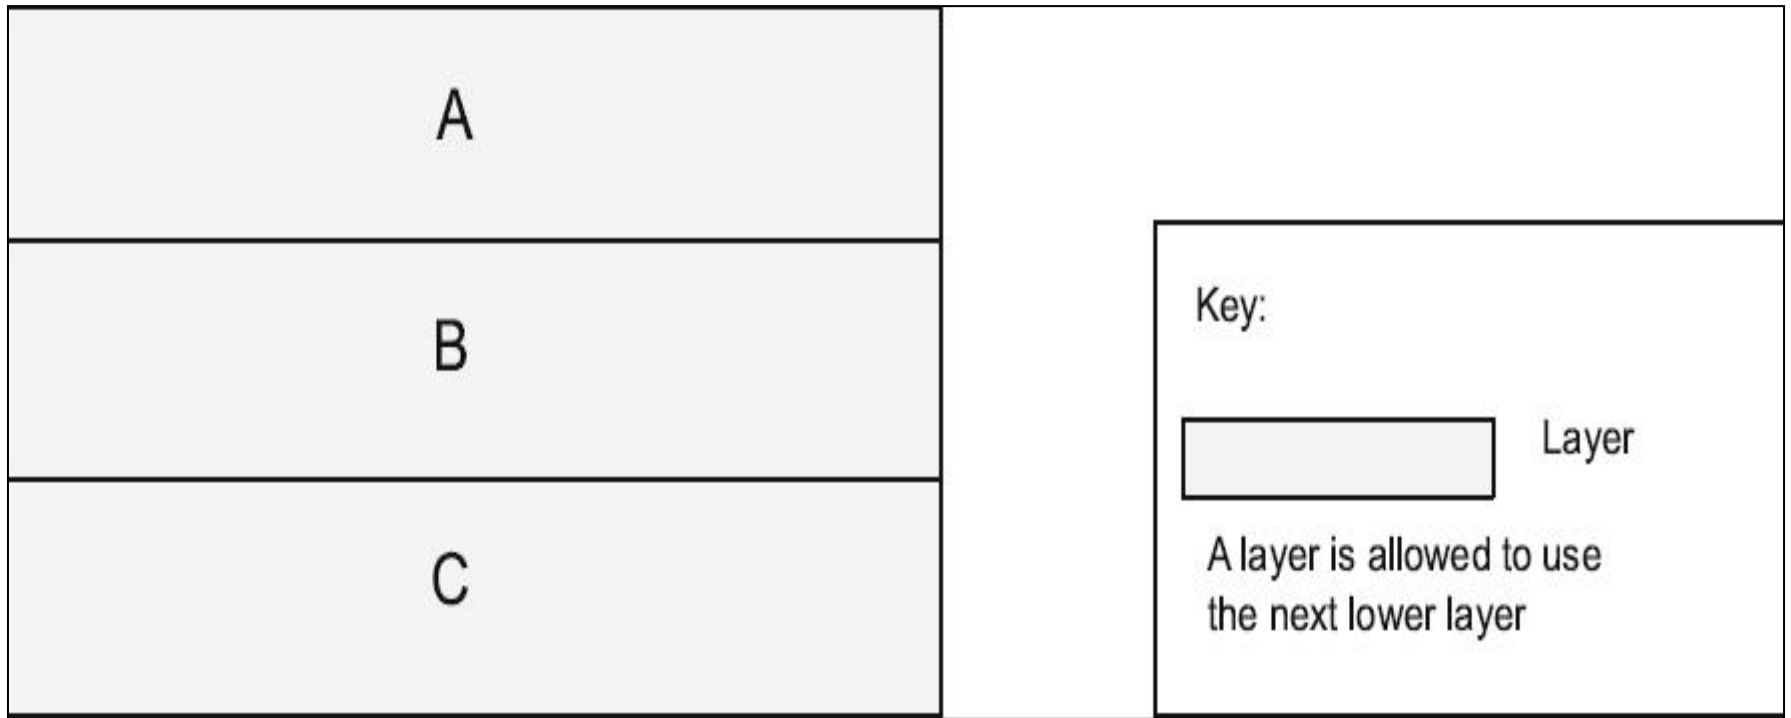 A
B
C
Key:
Layer
A layer is allowed to use
the next lower layer